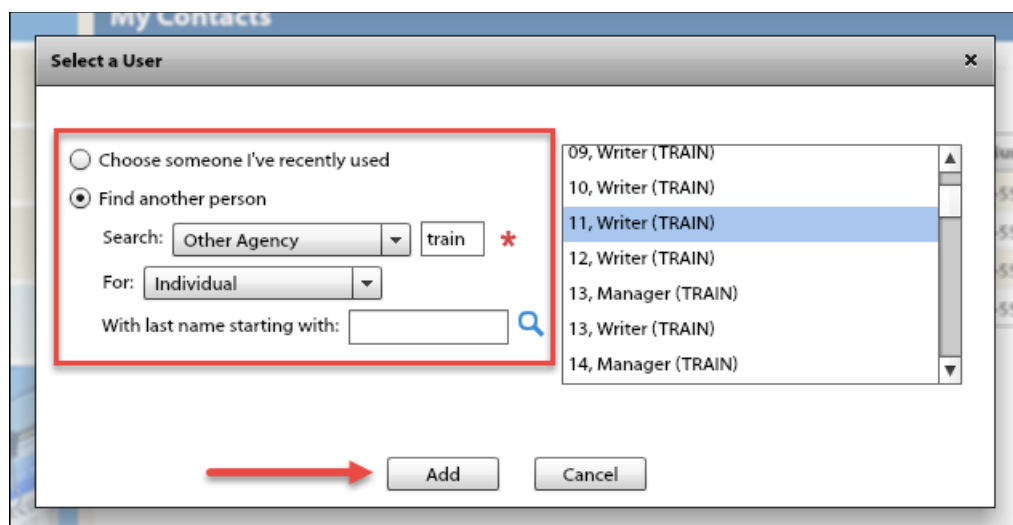 My Contacts
Select a User
×
Choose someone I've recently used
Find another person
Search: Other Agency train *
For: Individual
With last name starting with:
09, Writer (TRAIN)
10, Writer (TRAIN)
11, Writer (TRAIN)
12, Writer (TRAIN)
13, Manager (TRAIN)
13, Writer (TRAIN)
14, Manager (TRAIN)
Add Cancel